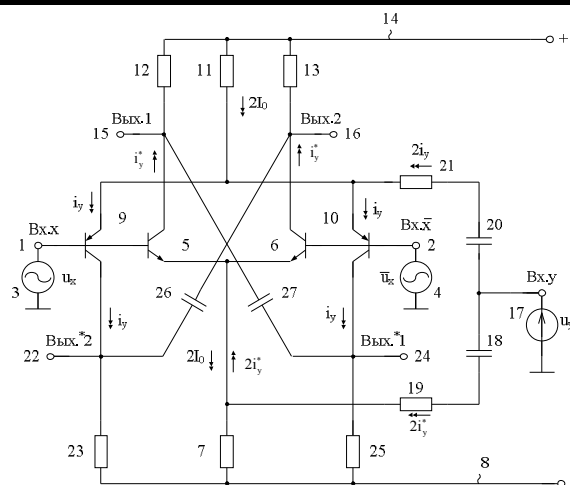 14
+
12 11 13
2I₀
Вых.1 Вых.2
15 16
i*y i*y
2iy
21
iy iy
9 10
20
Вх.x Вх.x̄
1 5 6 2
Вх.y
3 uₓ 26 27 ūₓ 4
17 u
iy iy
Вых.*2 Вых.*1
18
22 2I₀ 2i*y 24
19
2i*y
23 7 25
8